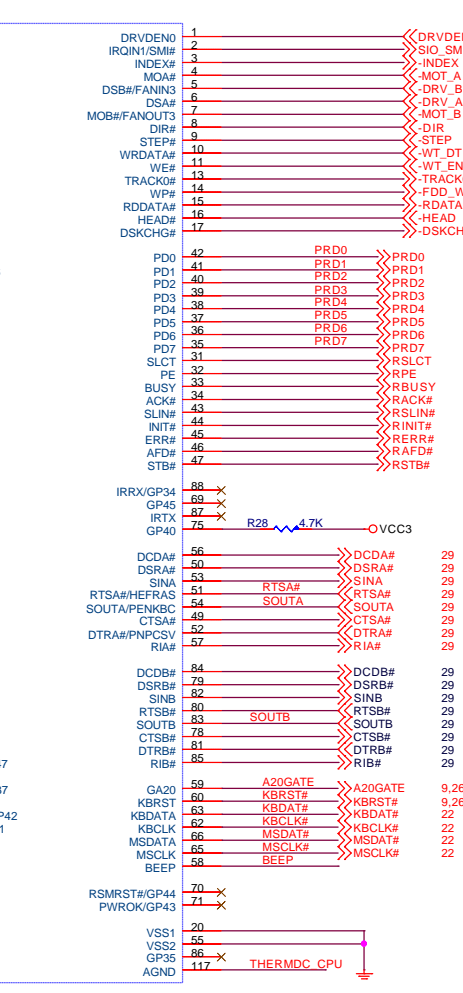 DRVDEN0 1 DRVDEN
IRQIN1/SMI# 2 SIO_SM
INDEX# 3 -INDEX
MOA# 4 -MOT_A
DSB#/FANIN3 5 -DRV_B
DSA# 6 -DRV_A
MOB#/FANOUT3 7 -MOT_B
DIR# 8 -DIR
STEP# 9 -STEP
WRDATA# 10 -WT_DT
WE# 11 -WT_EN
TRACK0# 13 -TRACK
WP# 14 -FDD_W
RDDATA# 15 -RDATA
HEAD# 16 -HEAD
DSKCHG# 17 -DSKCH
PD0 42 PRD0 PRD0
PD1 41 PRD1 PRD1
PD2 40 PRD2 PRD2
PD3 39 PRD3 PRD3
PD4 38 PRD4 PRD4
PD5 37 PRD5 PRD5
PD6 36 PRD6 PRD6
PD7 35 PRD7 PRD7
SLCT 31 RSLCT
PE 32 RPE
BUSY 33 RBUSY
ACK# 34 RACK#
SLIN# 43 RSLIN#
INIT# 44 RINIT#
ERR# 45 RERR#
AFD# 46 RAFD#
STB# 47 RSTB#
IRRX/GP34 88
GP45 69
IRTX 87
GP40 75 R28 4.7K VCC3
DCDA# 56 DCDA# 29
DSRA# 50 DSRA# 29
SINA 53 SINA 29
RTSA#/HEFRAS 51 RTSA# RTSA# 29
SOUTA/PENKBC 54 SOUTA SOUTA 29
CTSA# 49 CTSA# 29
DTRA#/PNPCSV 52 DTRA# 29
RIA# 57 RIA# 29
DCDB# 84 DCDB# 29
DSRB# 79 DSRB# 29
SINB 82 SINB 29
RTSB# 80 RTSB# 29
SOUTB 83 SOUTB SOUTB 29
CTSB# 78 CTSB# 29
DTRB# 81 DTRB# 29
RIB# 85 RIB# 29
47
37
P42
1
GA20 59 A20GATE A20GATE 9,26
KBRST 60 KBRST# KBRST# 9,26
KBDATA 63 KBDAT# KBDAT# 22
KBCLK 62 KBCLK# KBCLK# 22
MSDATA 66 MSDAT# MSDAT# 22
MSCLK 65 MSCLK# MSCLK# 22
BEEP 58 BEEP
RSMRST#/GP44 70
PWROK/GP43 71
VSS1 20
VSS2 55
GP35 86
AGND 117 THERMDC_CPU